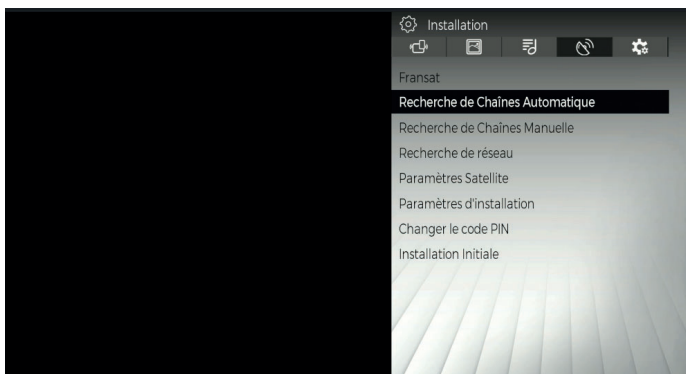 Installation
Fransat
Recherche de Chaînes Automatique
Recherche de Chaînes Manuelle
Recherche de réseau
Paramètres Satellite
Paramètres d'installation
Changer le code PIN
Installation Initiale